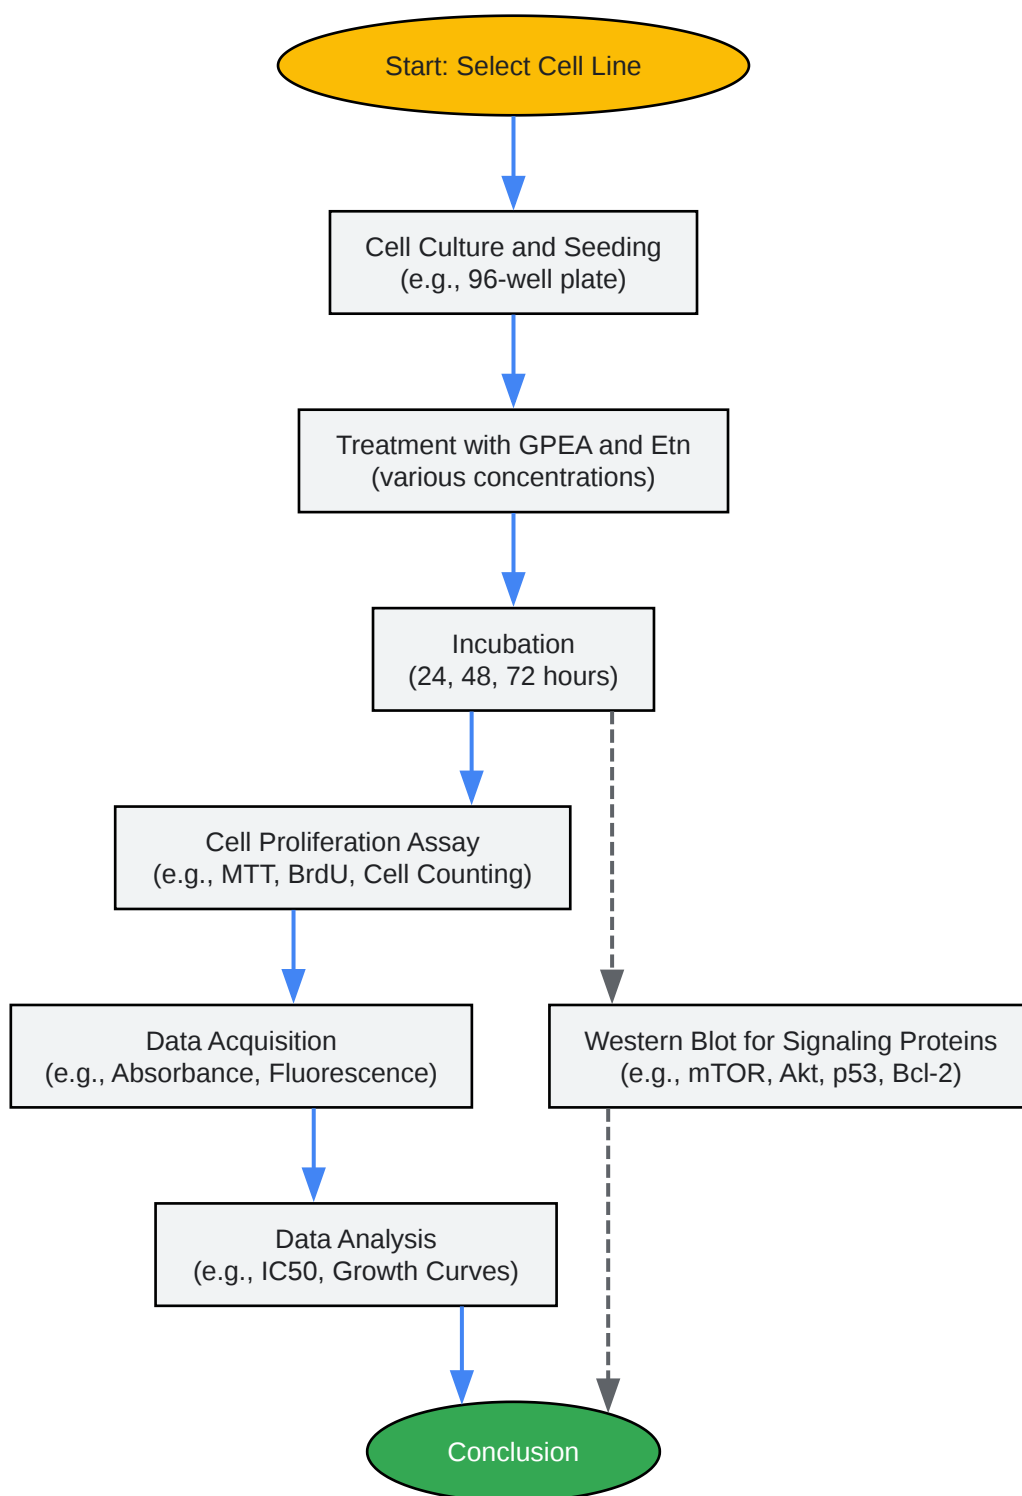 Start: Select Cell Line
Cell Culture and Seeding
(e.g., 96-well plate)
Treatment with GPEA and Etn
(various concentrations)
Incubation
(24, 48, 72 hours)
Cell Proliferation Assay
(e.g., MTT, BrdU, Cell Counting)
Data Acquisition
(e.g., Absorbance, Fluorescence)
Western Blot for Signaling Proteins
(e.g., mTOR, Akt, p53, Bcl-2)
Data Analysis
(e.g., IC50, Growth Curves)
Conclusion